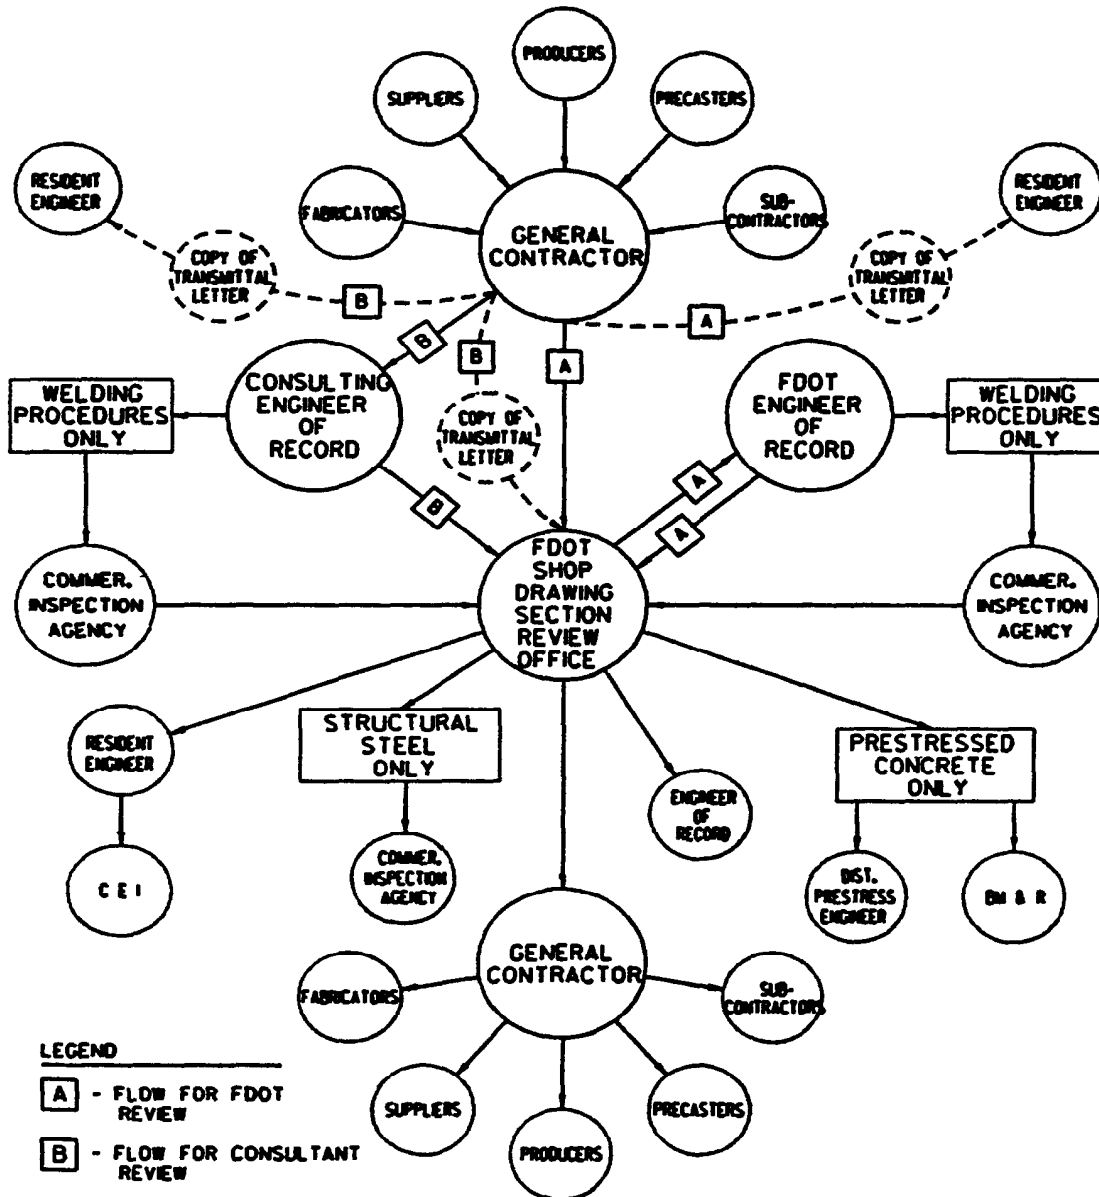 PRODUCERS
SUPPLIERS
PRECASTERS
RESIDENT
ENGINEER
FABRICATORS
GENERAL
CONTRACTOR
SUB-
CONTRACTORS
RESIDENT
ENGINEER
COPY OF
TRANSMITTAL
LETTER
COPY OF
TRANSMITTAL
LETTER
B
A
B
B
A
WELDING
PROCEDURES
ONLY
CONSULTING
ENGINEER
OF
RECORD
COPY OF
TRANSMITTAL
LETTER
FDOT
ENGINEER
OF
RECORD
WELDING
PROCEDURES
ONLY
B
A
A
COMMER.
INSPECTION
AGENCY
FDOT
SHOP
DRAWING
SECTION
REVIEW
OFFICE
COMMER.
INSPECTION
AGENCY
RESIDENT
ENGINEER
STRUCTURAL
STEEL
ONLY
ENGINEER
OF
RECORD
PRESTRESSED
CONCRETE
ONLY
C E I
COMMER.
INSPECTION
AGENCY
DIST.
PRESTRESS
ENGINEER
BM & R
GENERAL
CONTRACTOR
FABRICATORS
SUB-
CONTRACTORS
SUPPLIERS
PRODUCERS
PRECASTERS
LEGEND
A - FLOW FOR FDOT
REVIEW
B - FLOW FOR CONSULTANT
REVIEW